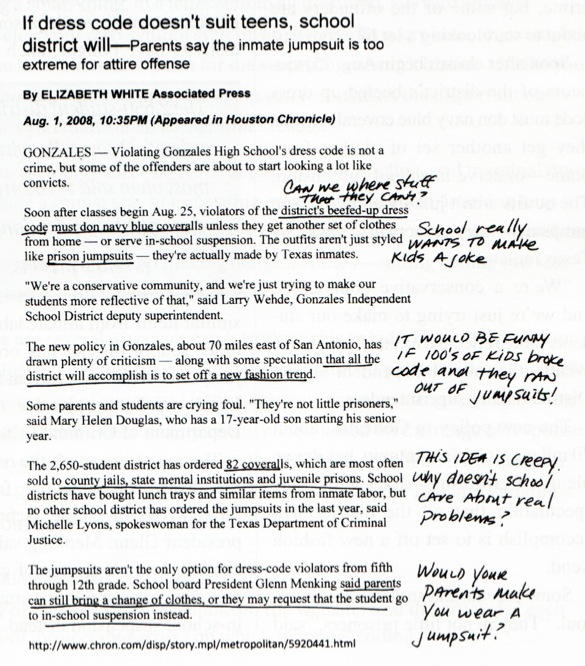 If dress code doesn't suit teens, school
district will—Parents say the inmate jumpsuit is too
extreme for attire offense
By ELIZABETH WHITE Associated Press
Aug. 1, 2008, 10:35PM (Appeared in Houston Chronicle)
GONZALES — Violating Gonzales High School's dress code is not a
crime, but some of the offenders are about to start looking a lot like
convicts.
CAN WE WHERE STUFF
THAT THEY CAN'T?
Soon after classes begin Aug. 25, violators of the district's beefed-up dress
code must don navy blue coveralls unless they get another set of clothes
from home — or serve in-school suspension. The outfits aren't just styled
like prison jumpsuits — they're actually made by Texas inmates.
School really
WANTS TO MAKE
KIDS A joke
"We're a conservative community, and we're just trying to make our
students more reflective of that," said Larry Wehde, Gonzales Independent
School District deputy superintendent.
The new policy in Gonzales, about 70 miles east of San Antonio, has
drawn plenty of criticism — along with some speculation that all the
district will accomplish is to set off a new fashion trend.
IT WOULD BE FUNNY
IF 100'S OF KIDS broke
code and they RAN
OUT OF jumpsuits!
Some parents and students are crying foul. "They're not little prisoners,"
said Mary Helen Douglas, who has a 17-year-old son starting his senior
year.
The 2,650-student district has ordered 82 coveralls, which are most often
sold to county jails, state mental institutions and juvenile prisons. School
districts have bought lunch trays and similar items from inmate labor, but
no other school district has ordered the jumpsuits in the last year, said
Michelle Lyons, spokeswoman for the Texas Department of Criminal
Justice.
THIS IDEA IS CREEPY.
Why doesn't school
CARE About real
problems?
The jumpsuits aren't the only option for dress-code violators from fifth
through 12th grade. School board President Glenn Menking said parents
can still bring a change of clothes, or they may request that the student go
to in-school suspension instead.
WOULD YOUR
PARENTS MAKE
YOU WEAR A
jumpsuit?
http://www.chron.com/disp/story.mpl/metropolitan/5920441.html